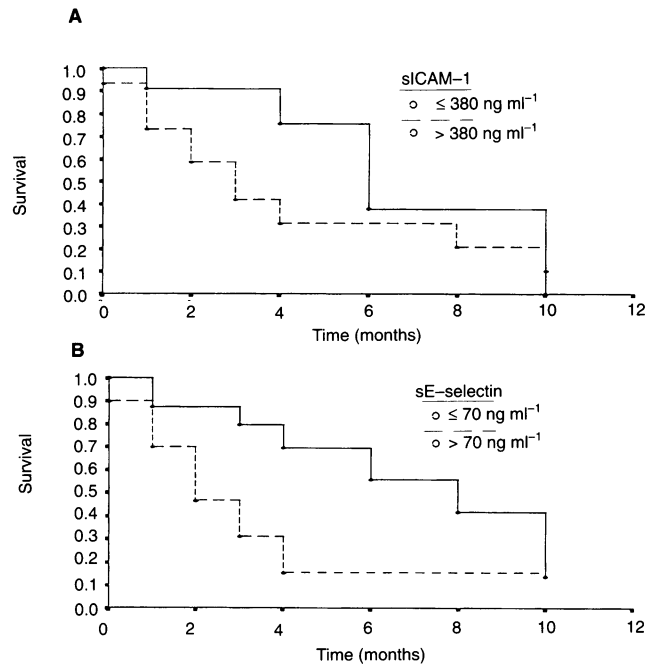 A
sICAM–1
≤ 380 ng ml⁻¹
> 380 ng ml⁻¹
Survival
1.0
0.9
0.8
0.7
0.6
0.5
0.4
0.3
0.2
0.1
0.0
0 2 4 6 8 10 12
Time (months)
B
sE–selectin
≤ 70 ng ml⁻¹
> 70 ng ml⁻¹
Survival
1.0
0.9
0.8
0.7
0.6
0.5
0.4
0.3
0.2
0.1
0.0
0 2 4 6 8 10 12
Time (months)